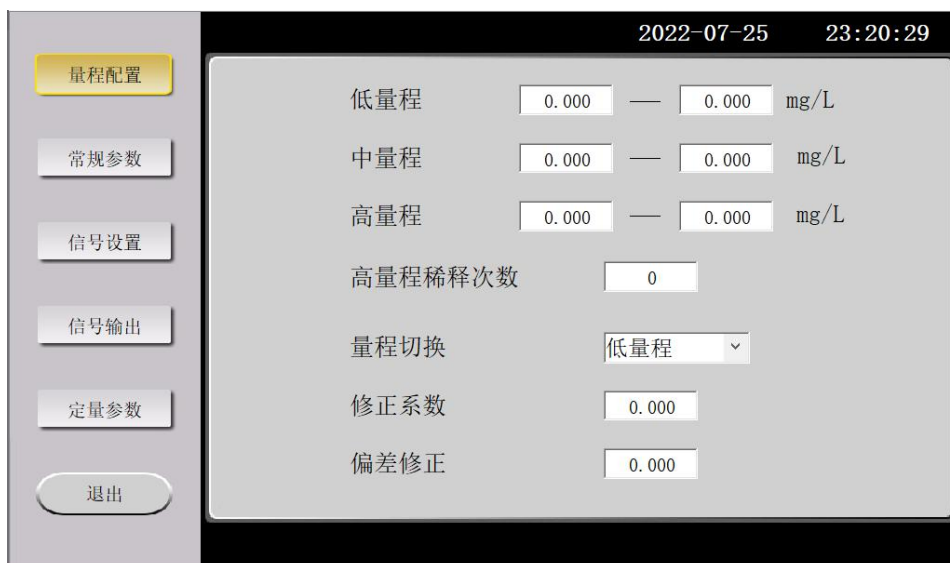 2022-07-25 23:20:29
量程配置
常规参数
信号设置
信号输出
定量参数
退出
低量程 0.000 — 0.000 mg/L
中量程 0.000 — 0.000 mg/L
高量程 0.000 — 0.000 mg/L
高量程稀释次数 0
量程切换 低量程
修正系数 0.000
偏差修正 0.000